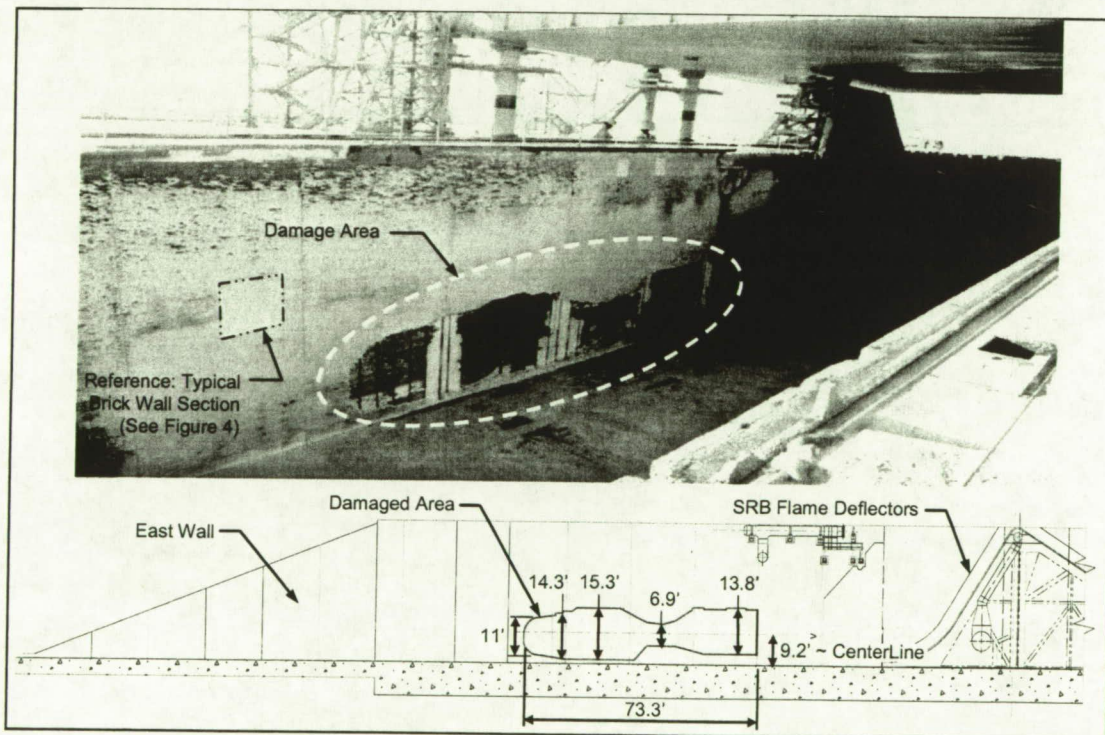 Damage Area
Reference: Typical
Brick Wall Section
(See Figure 4)
Damaged Area
SRB Flame Deflectors
East Wall
14.3'
15.3'
6.9'
13.8'
11'
9.2' ~ CenterLine
73.3'